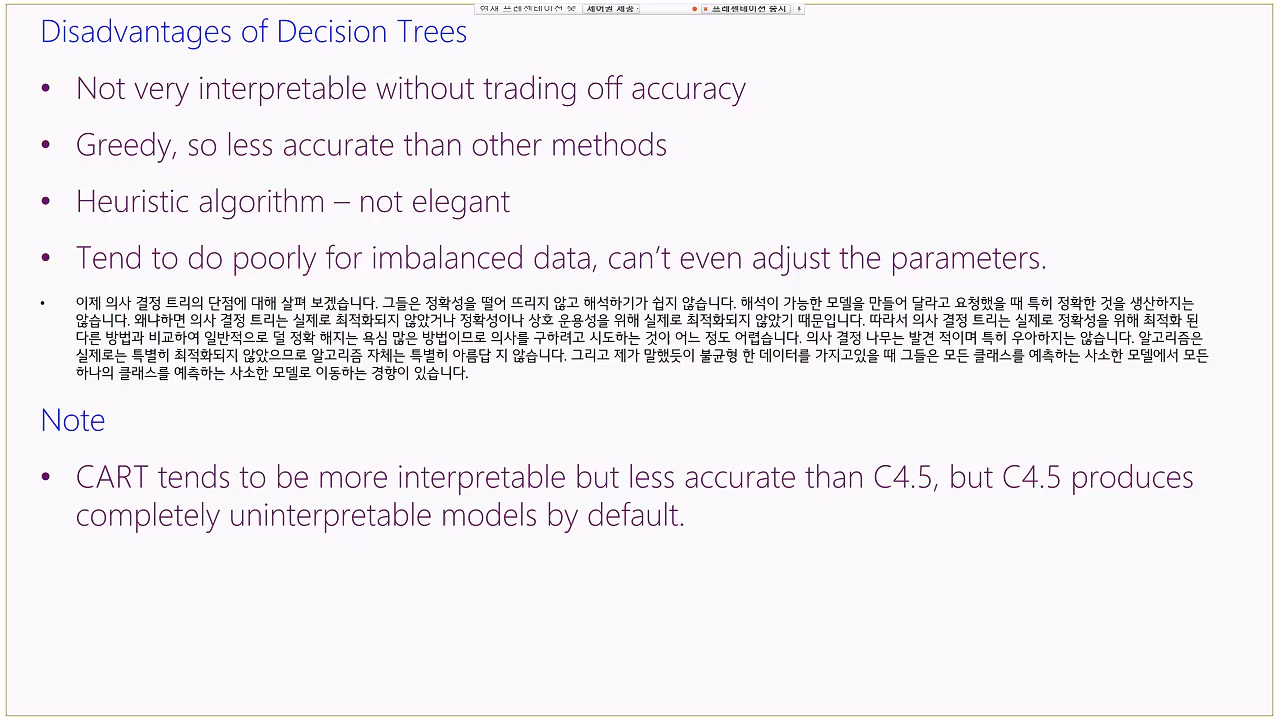 제어권 제공
프레젠테이션 중지
Disadvantages of Decision Trees
• Not very interpretable without trading off accuracy
• Greedy, so less accurate than other methods
• Heuristic algorithm – not elegant
• Tend to do poorly for imbalanced data, can’t even adjust the parameters.
• 이제 의사 결정 트리의 단점에 대해 살펴 보겠습니다. 그들은 정확성을 떨어 뜨리지 않고 해석하기가 쉽지 않습니다. 해석이 가능한 모델을 만들어 달라고 요청했을 때 특히 정확한 것을 생산하지는
않습니다. 왜냐하면 의사 결정 트리는 실제로 최적화되지 않았거나 정확성이나 상호 운용성을 위해 실제로 최적화되지 않았기 때문입니다. 따라서 의사 결정 트리는 실제로 정확성을 위해 최적화 된
다른 방법과 비교하여 일반적으로 덜 정확 해지는 욕심 많은 방법이므로 의사를 구하려고 시도하는 것이 어느 정도 어렵습니다. 의사 결정 나무는 발견 적이며 특히 우아하지는 않습니다. 알고리즘은
실제로는 특별히 최적화되지 않았으므로 알고리즘 자체는 특별히 아름답 지 않습니다. 그리고 제가 말했듯이 불균형 한 데이터를 가지고있을 때 그들은 모든 클래스를 예측하는 사소한 모델에서 모든
하나의 클래스를 예측하는 사소한 모델로 이동하는 경향이 있습니다.
Note
• CART tends to be more interpretable but less accurate than C4.5, but C4.5 produces
completely uninterpretable models by default.